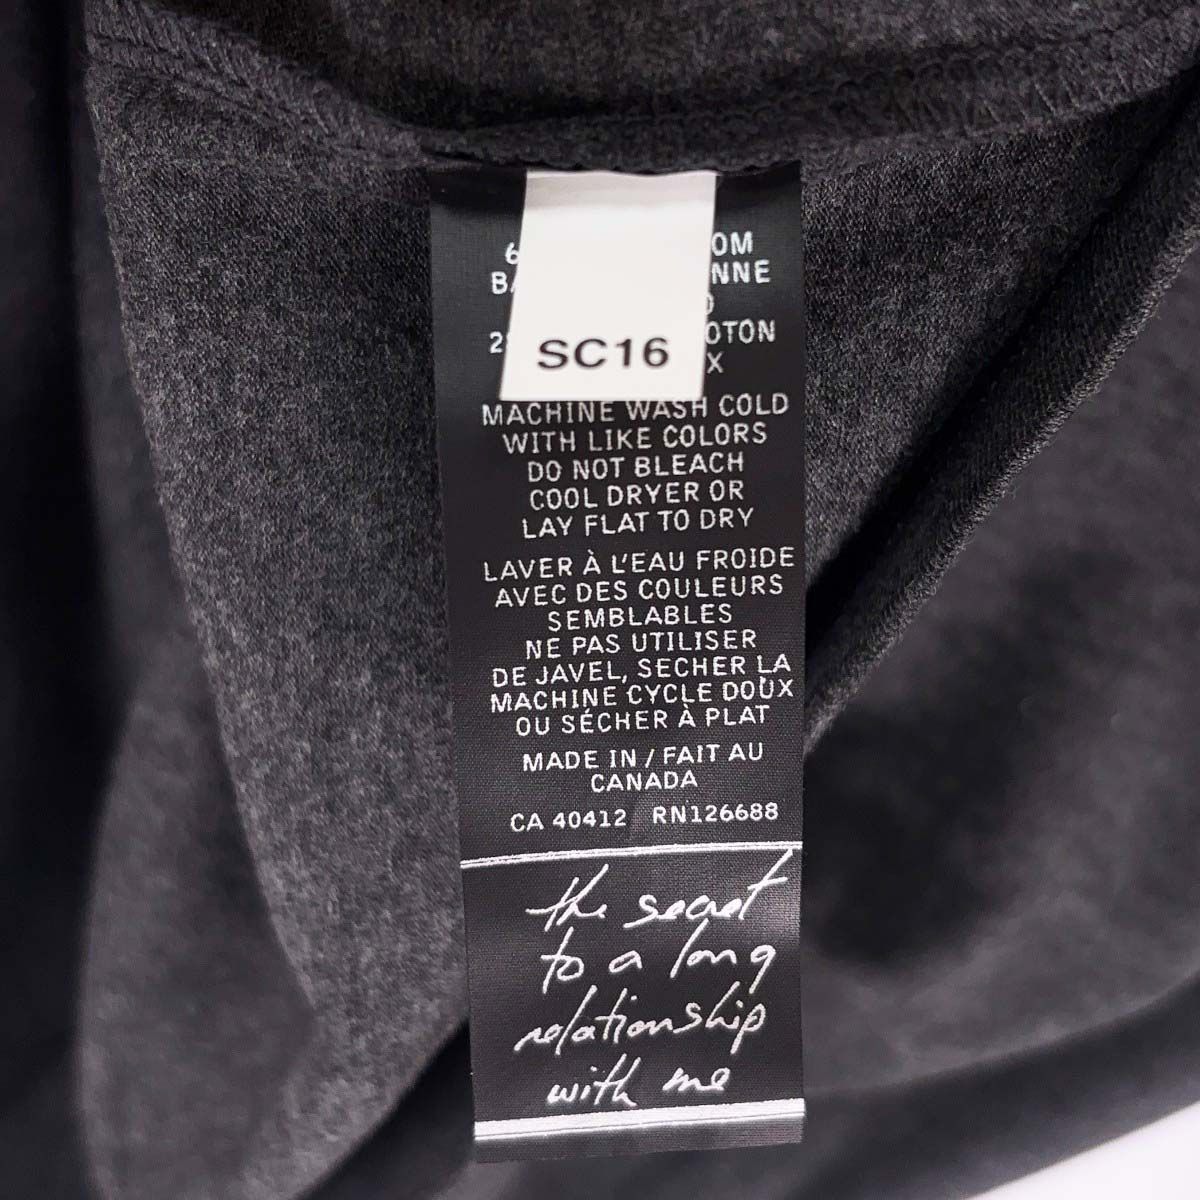 SC16
OTON
X
MACHINE WASH COLD
WITH LIKE COLORS
DO NOT BLEACH
COOL DRYER OR
LAY FLAT TO DRY
LAVER À L'EAU FROIDE
AVEC DES COULEURS
SEMBLABLES
NE PAS UTILISER
DE JAVEL, SECHER LA
MACHINE CYCLE DOUX
OU SÉCHER À PLAT
MADE IN / FAIT AU
CANADA
CA 40412 RN126688
the secret
to a long
relationship
with me